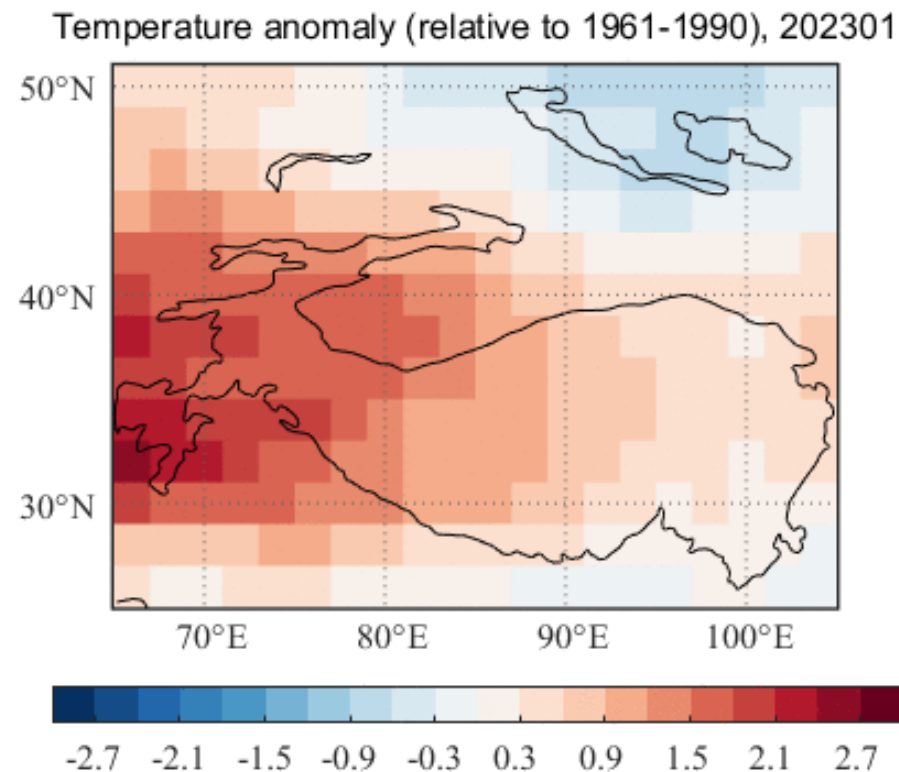 Temperature anomaly (relative to 1961-1990), 202301
50°N
40°N
30°N
70°E 80°E 90°E 100°E
-2.7 -2.1 -1.5 -0.9 -0.3 0.3 0.9 1.5 2.1 2.7